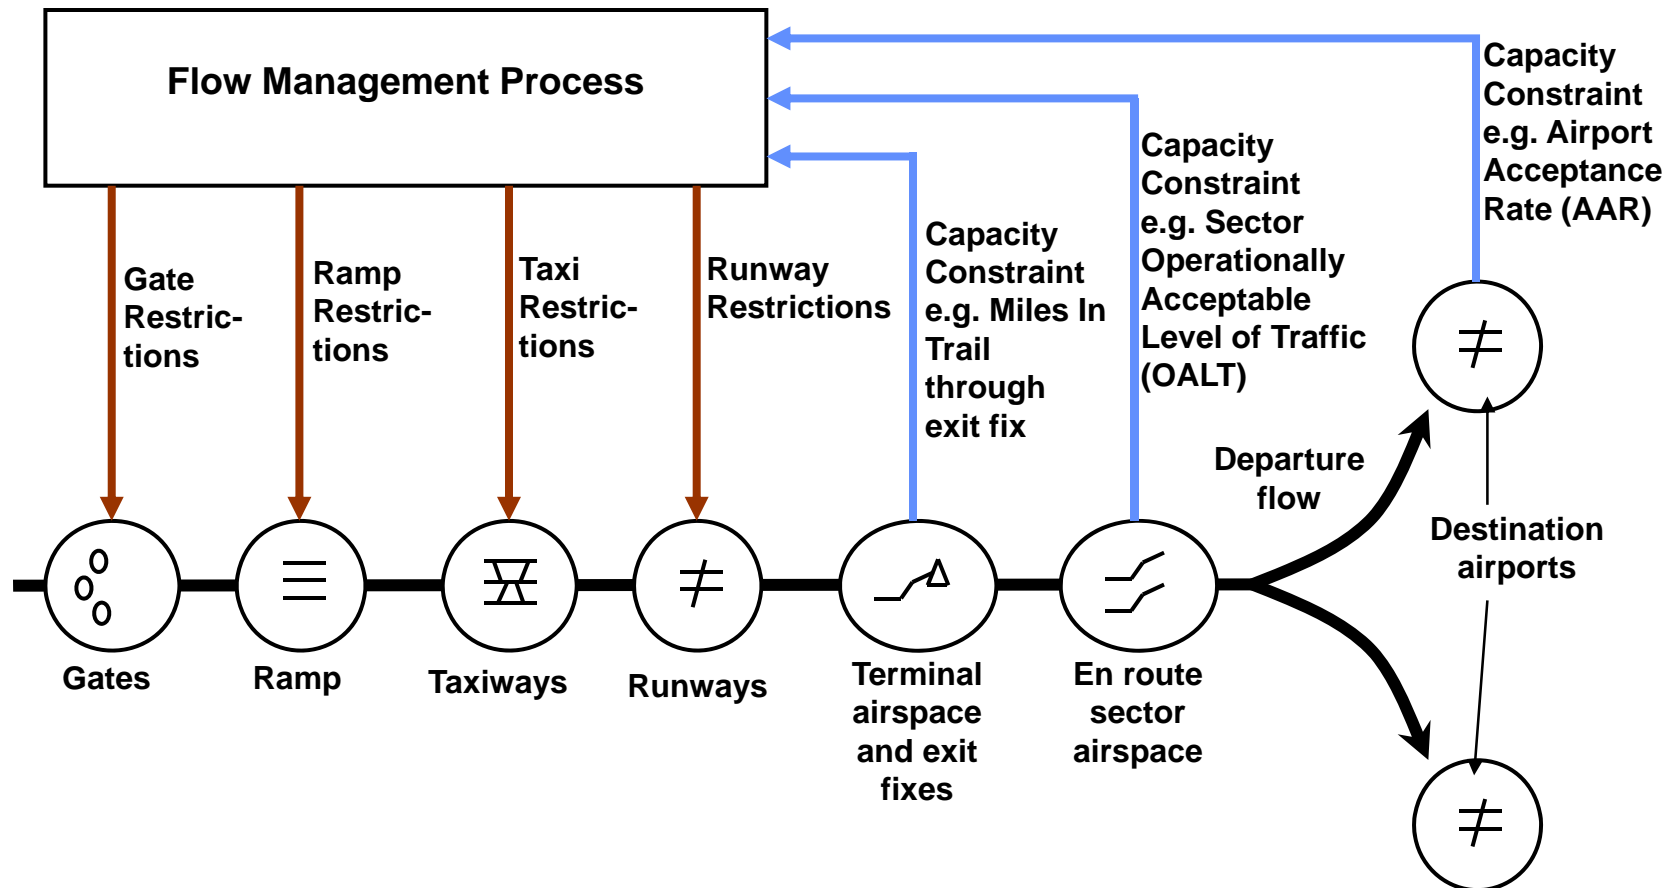 Flow Management Process
Capacity
Constraint
e.g. Airport
Acceptance
Rate (AAR)
Capacity
Constraint
e.g. Sector
Operationally
Acceptable
Level of Traffic
(OALT)
Capacity
Constraint
e.g. Miles In
Trail
through
exit fix
Gate
Restric-
tions
Ramp
Restric-
tions
Taxi
Restric-
tions
Runway
Restrictions
Departure
flow
Destination
airports
Gates
Ramp
Taxiways
Runways
Terminal
airspace
and exit
fixes
En route
sector
airspace